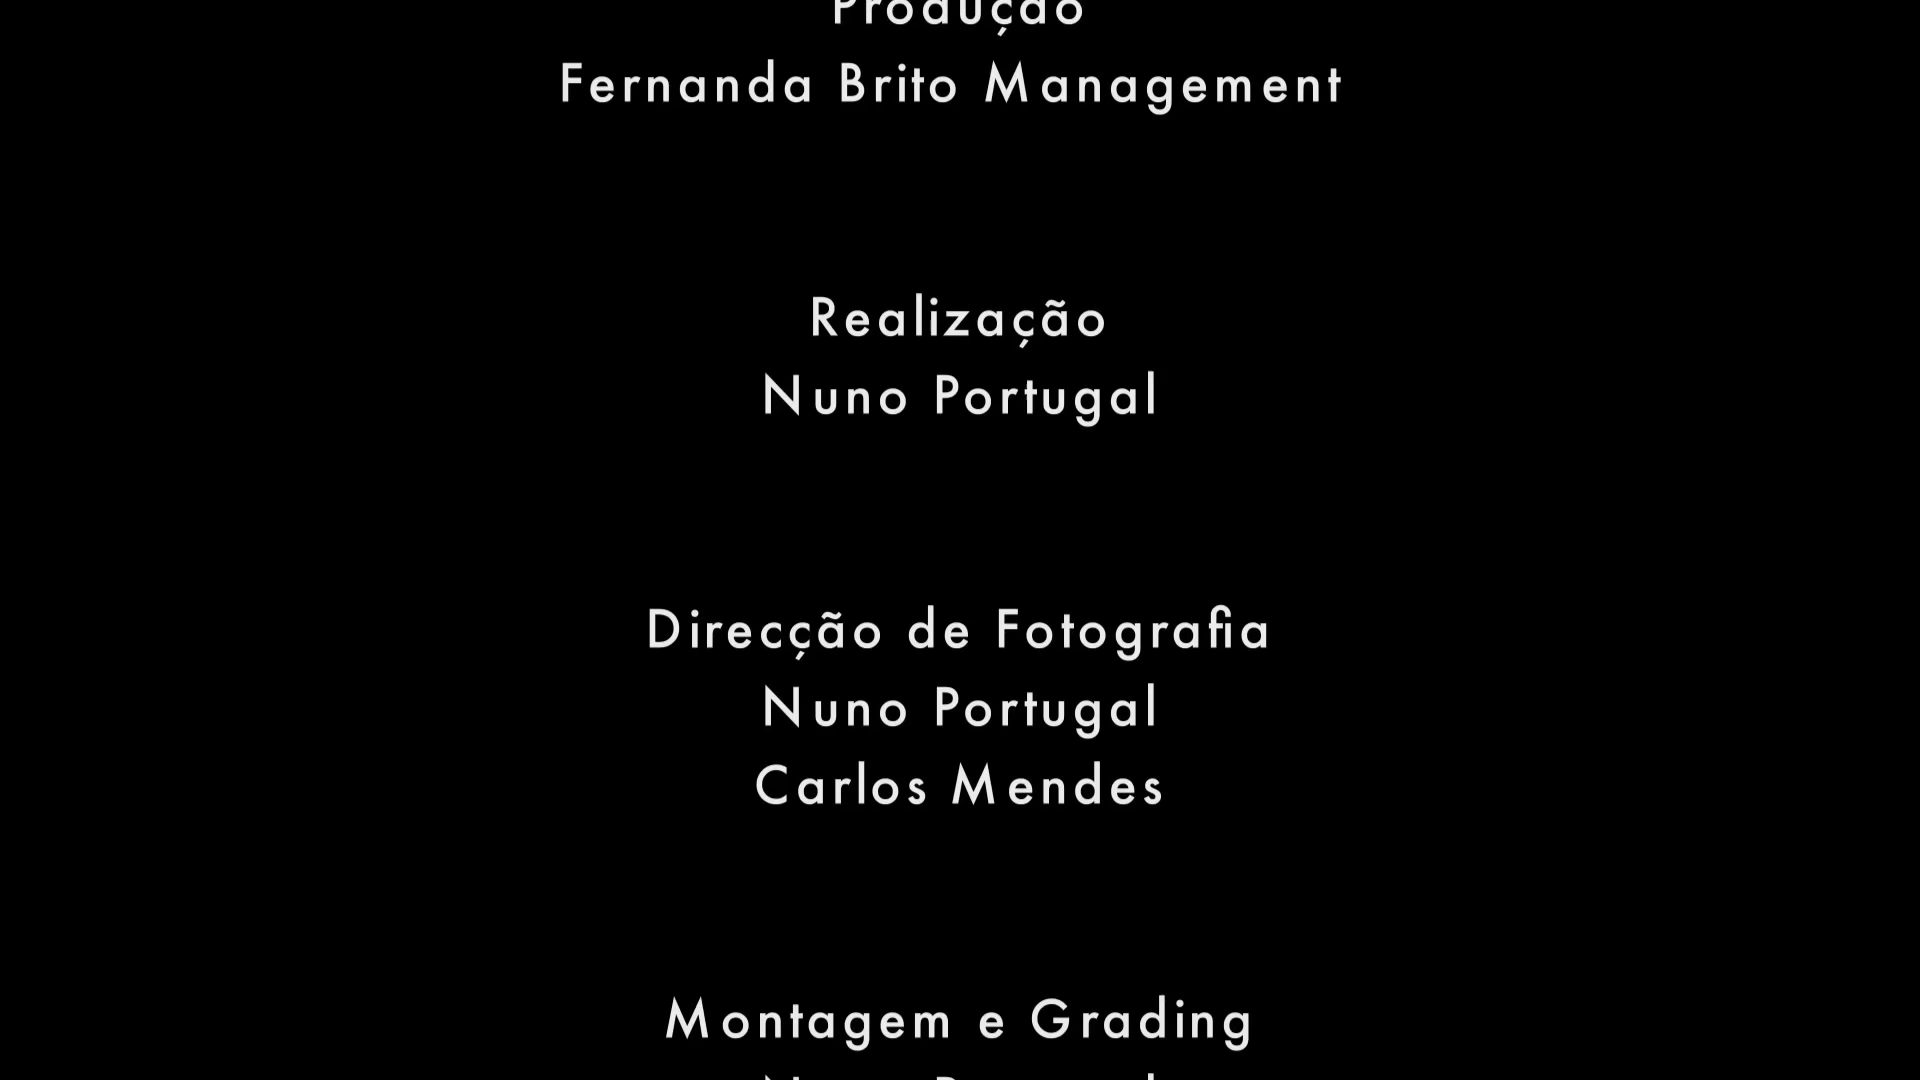 Produção
Fernanda Brito Management
Realização
Nuno Portugal
Direcção de Fotografia
Nuno Portugal
Carlos Mendes
Montagem e Grading